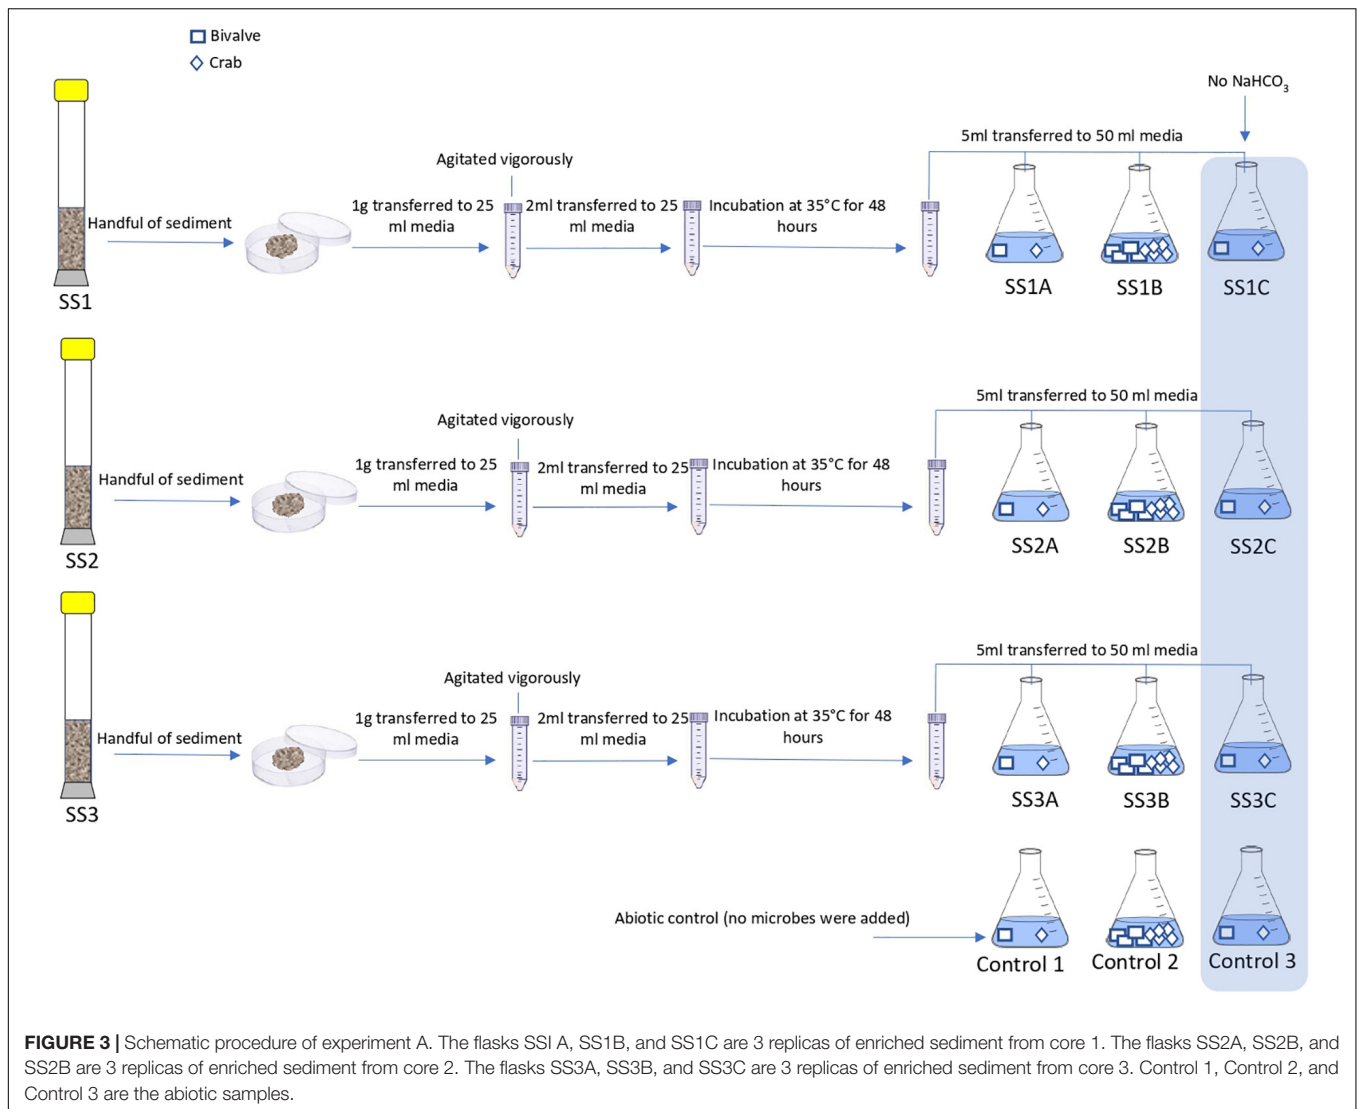 Bivalve
Crab
No NaHCO3
5ml transferred to 50 ml media
Agitated vigorously
1g transferred to 25
ml media
2ml transferred to 25
ml media
Incubation at 35°C for 48
hours
Handful of sediment
SS1
SS1A
SS1B
SS1C
5ml transferred to 50 ml media
Agitated vigorously
1g transferred to 25
ml media
2ml transferred to 25
ml media
Incubation at 35°C for 48
hours
Handful of sediment
SS2
SS2A
SS2B
SS2C
5ml transferred to 50 ml media
Agitated vigorously
1g transferred to 25
ml media
2ml transferred to 25
ml media
Incubation at 35°C for 48
hours
Handful of sediment
SS3
SS3A
SS3B
SS3C
Abiotic control (no microbes were added)
Control 1
Control 2
Control 3
FIGURE 3 | Schematic procedure of experiment A. The flasks SSI A, SS1B, and SS1C are 3 replicas of enriched sediment from core 1. The flasks SS2A, SS2B, and
SS2B are 3 replicas of enriched sediment from core 2. The flasks SS3A, SS3B, and SS3C are 3 replicas of enriched sediment from core 3. Control 1, Control 2, and
Control 3 are the abiotic samples.